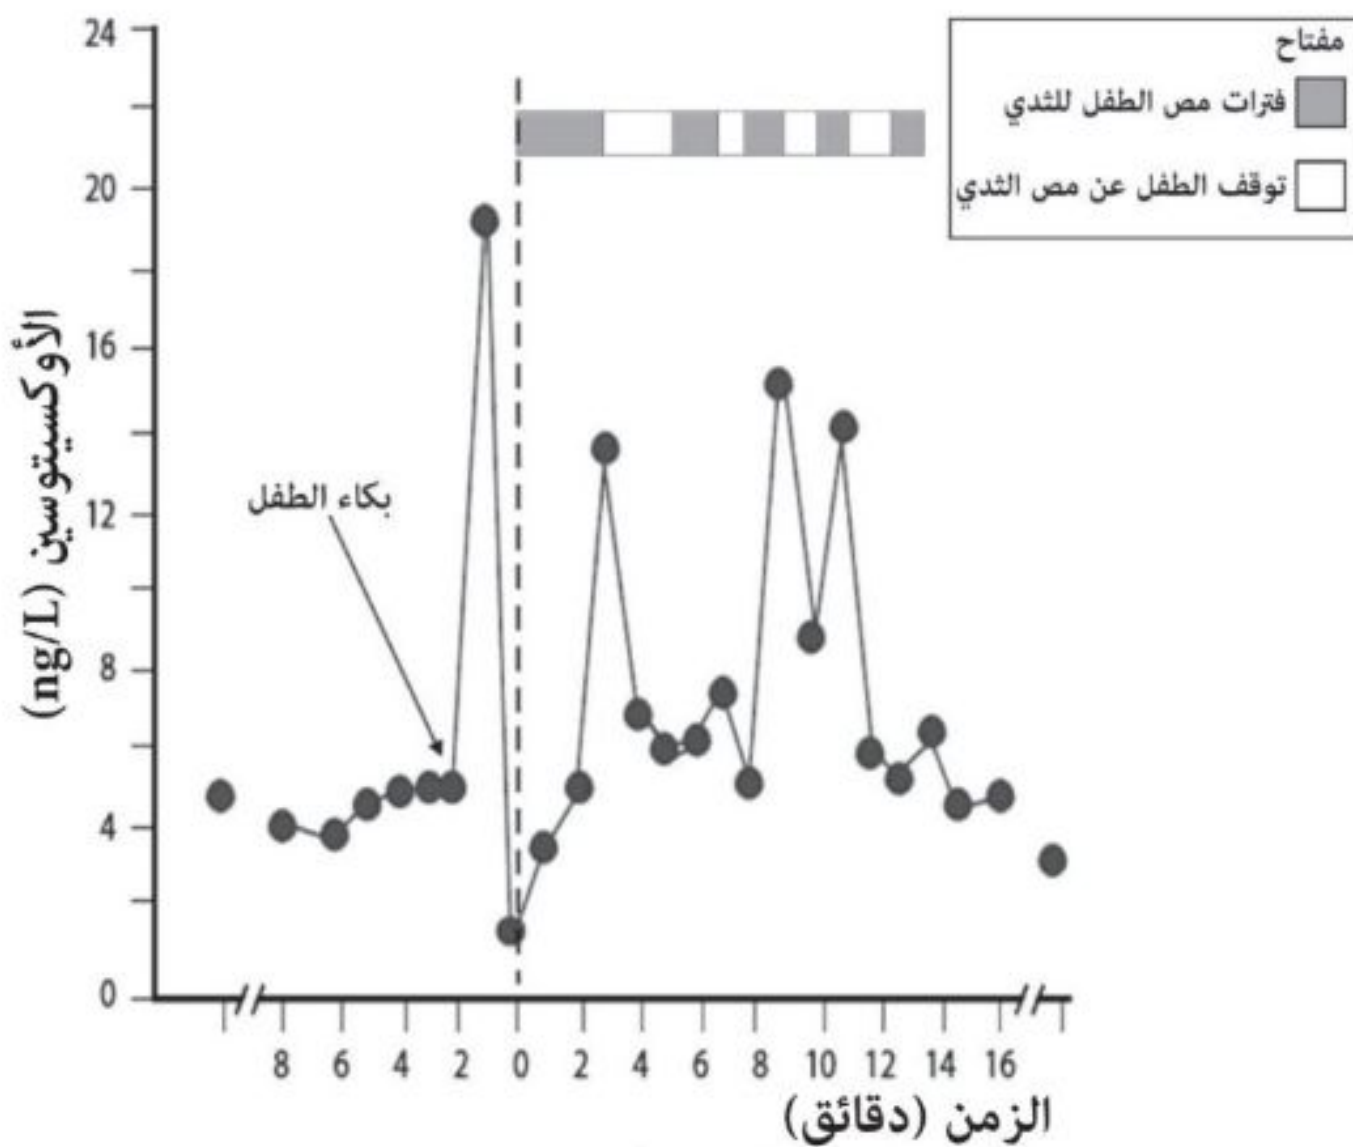 مفتاح
فترات مص الطفل للثدي
توقف الطفل عن مص الثدي
24
20
16
12
8
4
0
الأوكسيتوسين (ng/L)
بكاء الطفل
8 6 4 2 0 2 4 6 8 10 12 14 16
الزمن (دقائق)